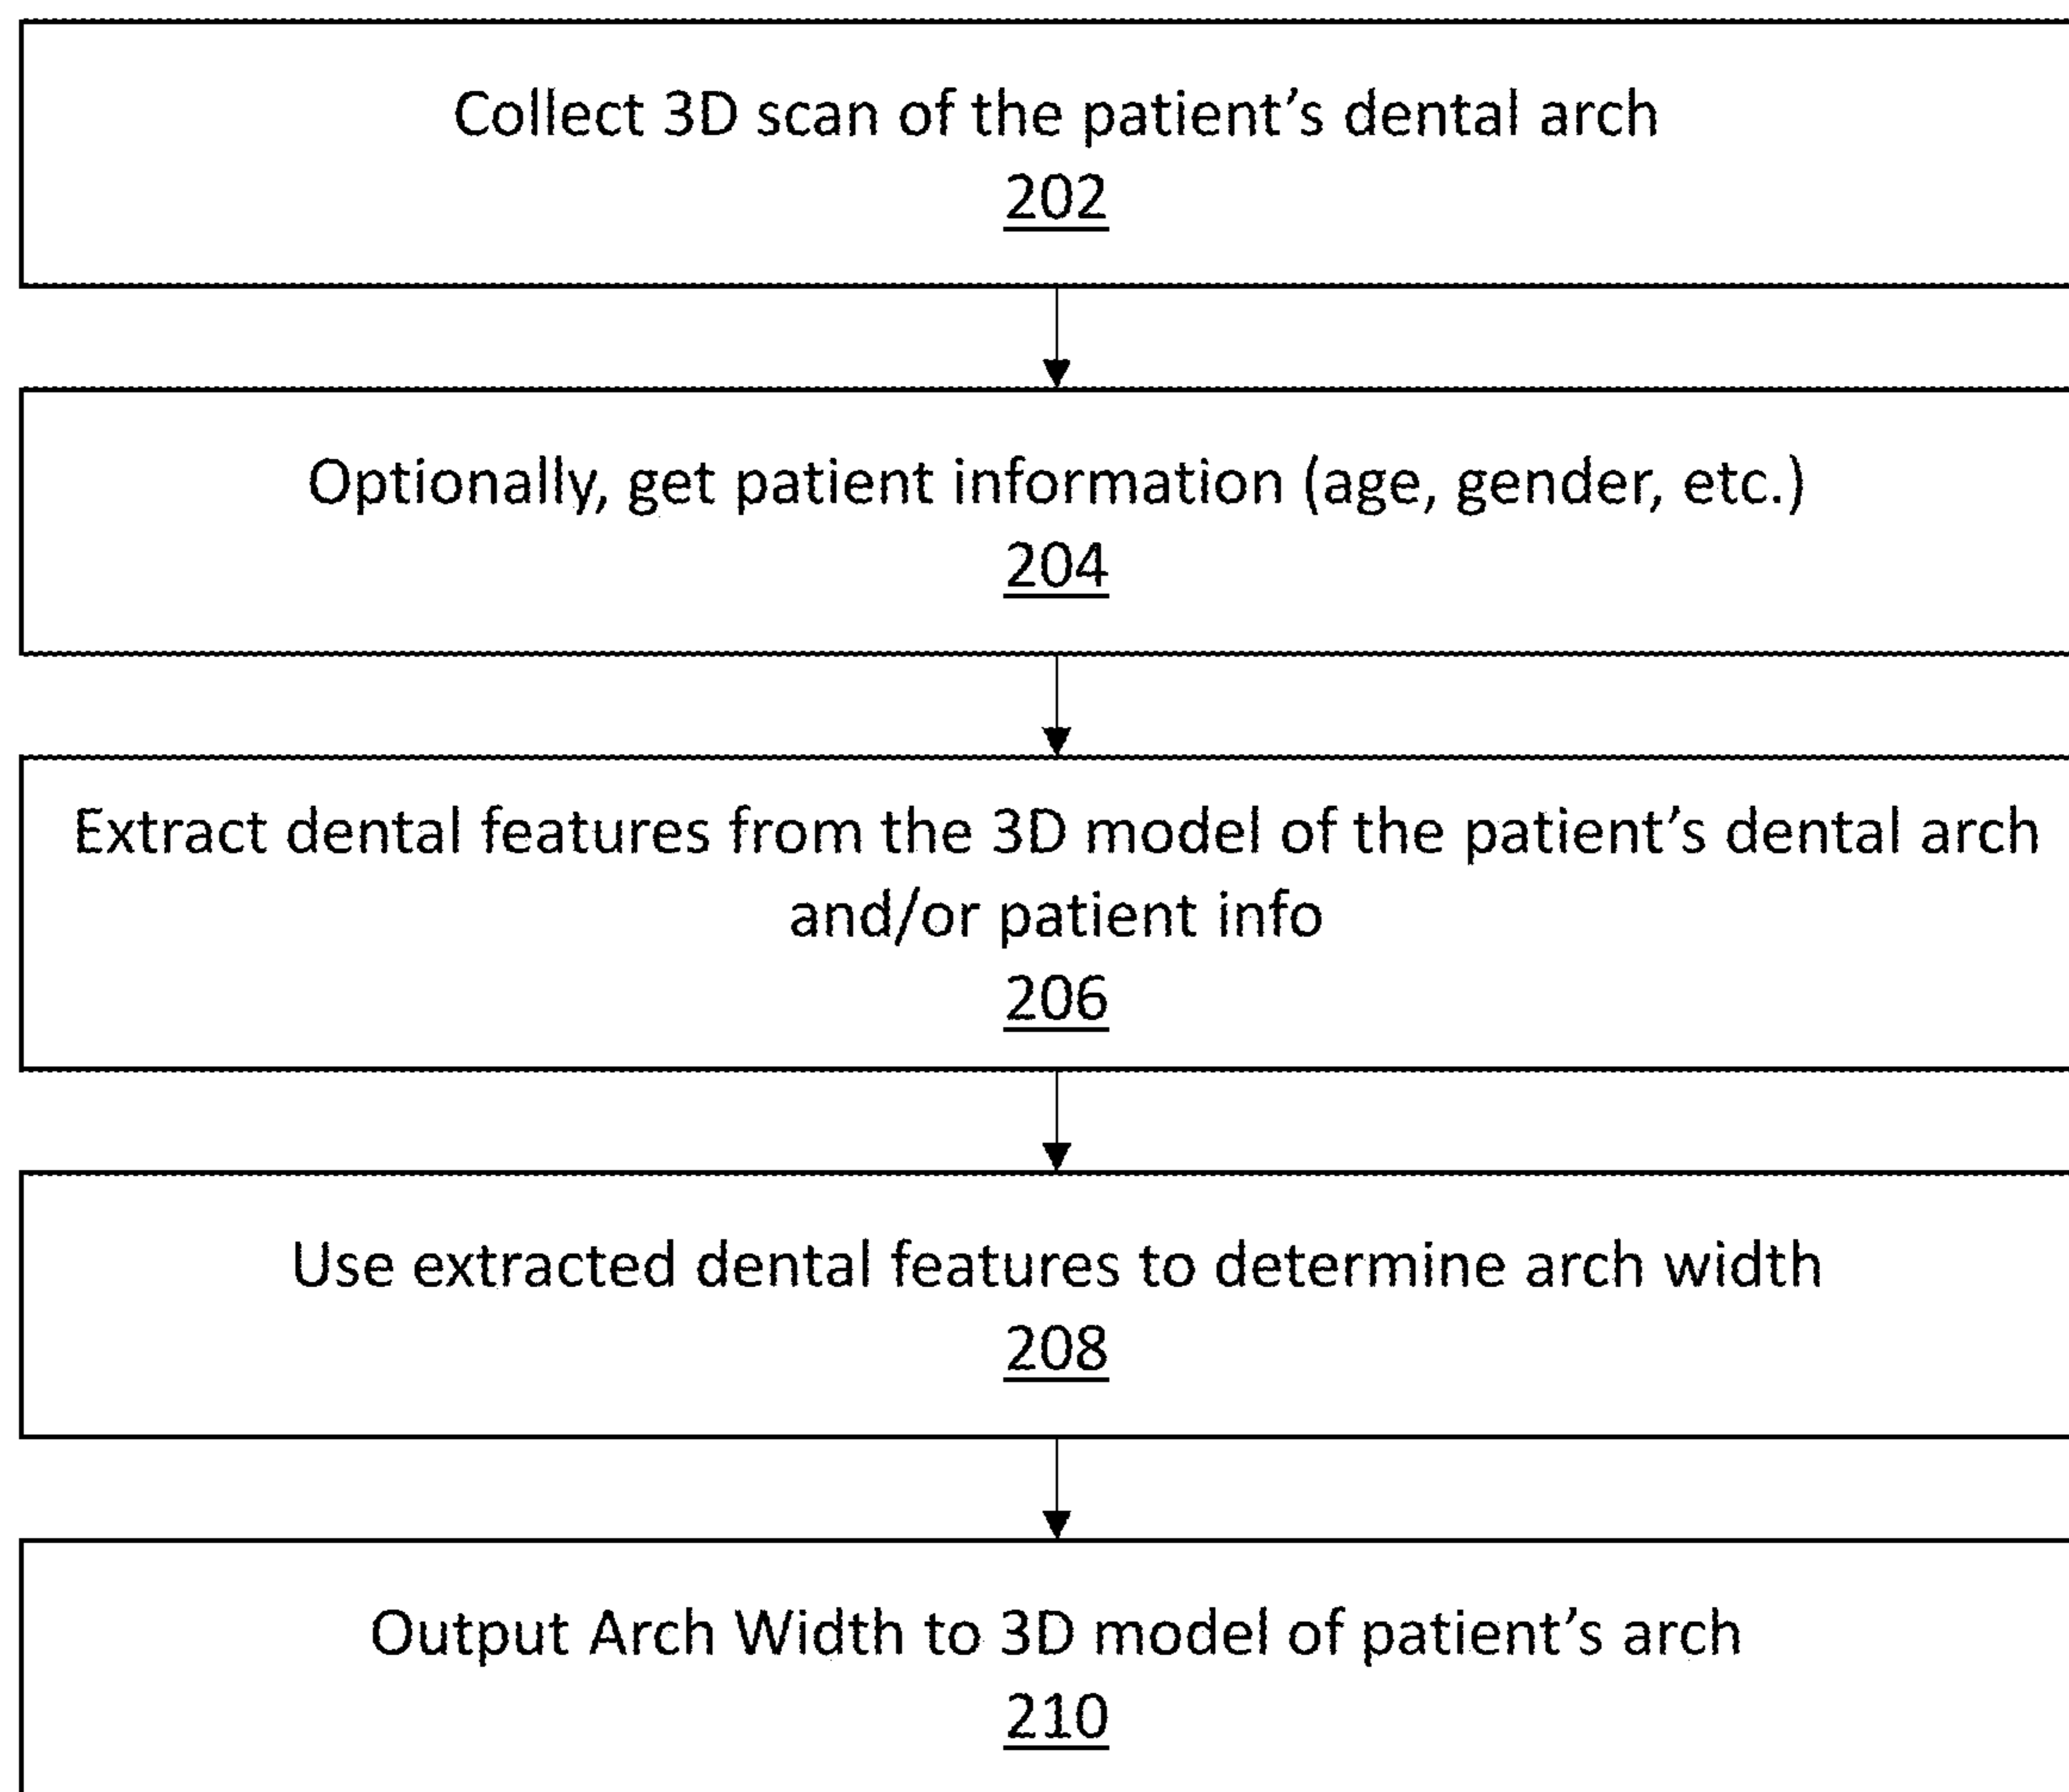 Collect 3D scan of the patient’s dental arch
202
Optionally, get patient information (age, gender, etc.)
204
Extract dental features from the 3D model of the patient’s dental arch
and/or patient info
206
Use extracted dental features to determine arch width
208
Output Arch Width to 3D model of patient’s arch
210